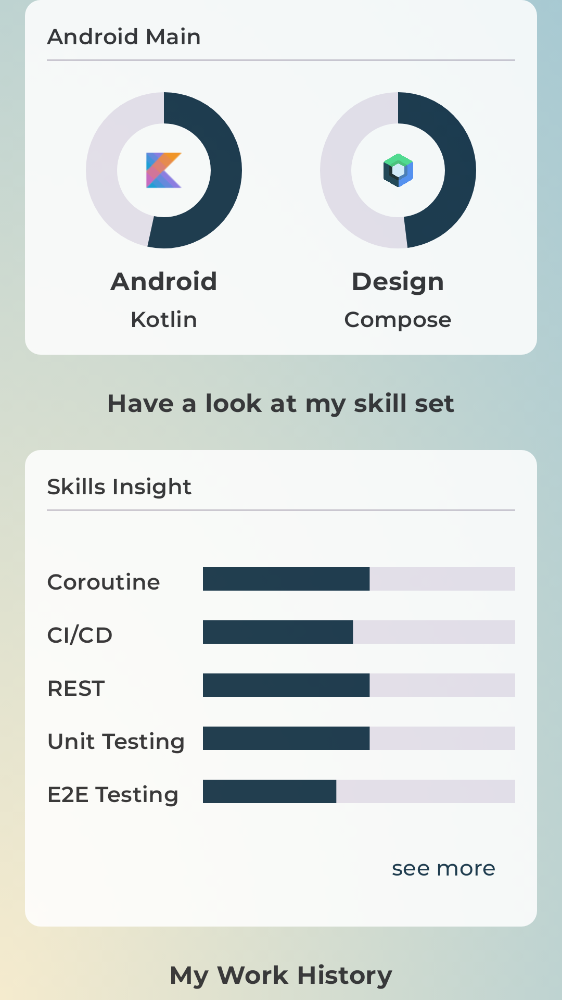 Android Main
Android
Design
Kotlin
Compose
Have a look at my skill set
Skills Insight
Coroutine
CI/CD
REST
Unit Testing
E2E Testing
see more
My Work History